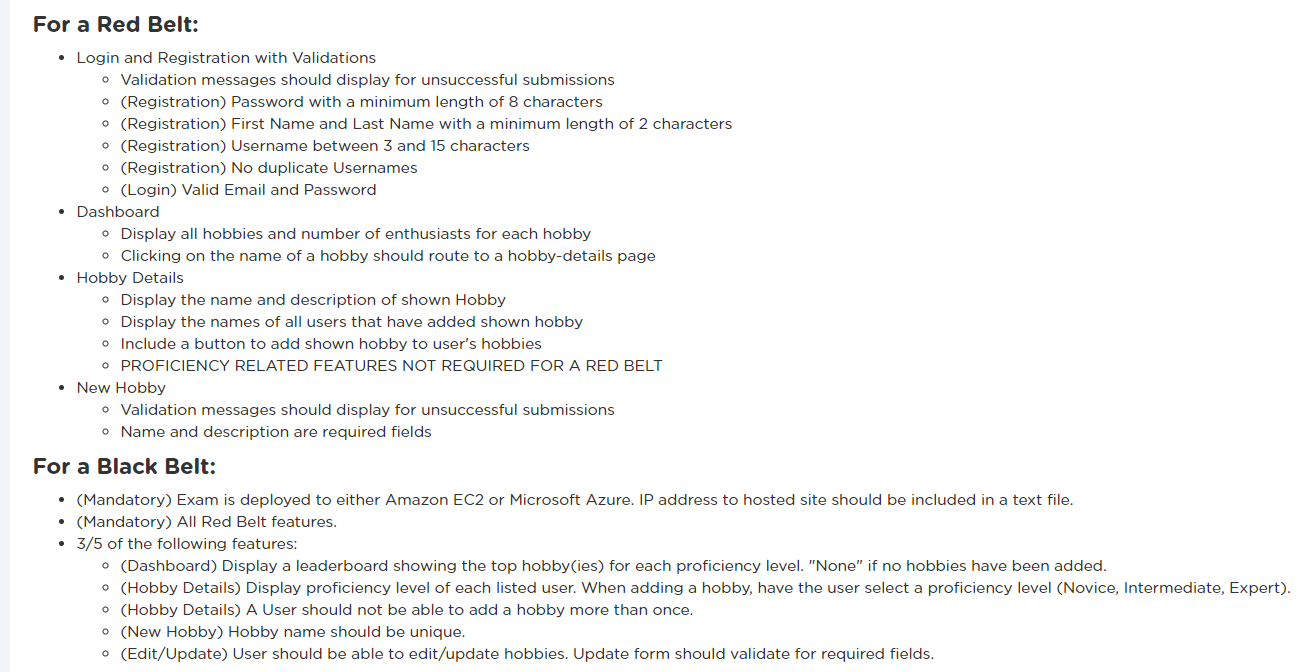 For a Red Belt:
Login and Registration with Validations
Validation messages should display for unsuccessful submissions
(Registration) Password with a minimum length of 8 characters
(Registration) First Name and Last Name with a minimum length of 2 characters
(Registration) Username between 3 and 15 characters
(Registration) No duplicate Usernames
(Login) Valid Email and Password
Dashboard
Display all hobbies and number of enthusiasts for each hobby
Clicking on the name of a hobby should route to a hobby-details page
Hobby Details
Display the name and description of shown Hobby
Display the names of all users that have added shown hobby
Include a button to add shown hobby to user's hobbies
PROFICIENCY RELATED FEATURES NOT REQUIRED FOR A RED BELT
New Hobby
Validation messages should display for unsuccessful submissions
Name and description are required fields
For a Black Belt:
(Mandatory) Exam is deployed to either Amazon EC2 or Microsoft Azure. IP address to hosted site should be included in a text file.
(Mandatory) All Red Belt features.
3/5 of the following features:
(Dashboard) Display a leaderboard showing the top hobby(ies) for each proficiency level. "None" if no hobbies have been added.
(Hobby Details) Display proficiency level of each listed user. When adding a hobby, have the user select a proficiency level (Novice, Intermediate, Expert).
(Hobby Details) A User should not be able to add a hobby more than once.
(New Hobby) Hobby name should be unique.
(Edit/Update) User should be able to edit/update hobbies. Update form should validate for required fields.